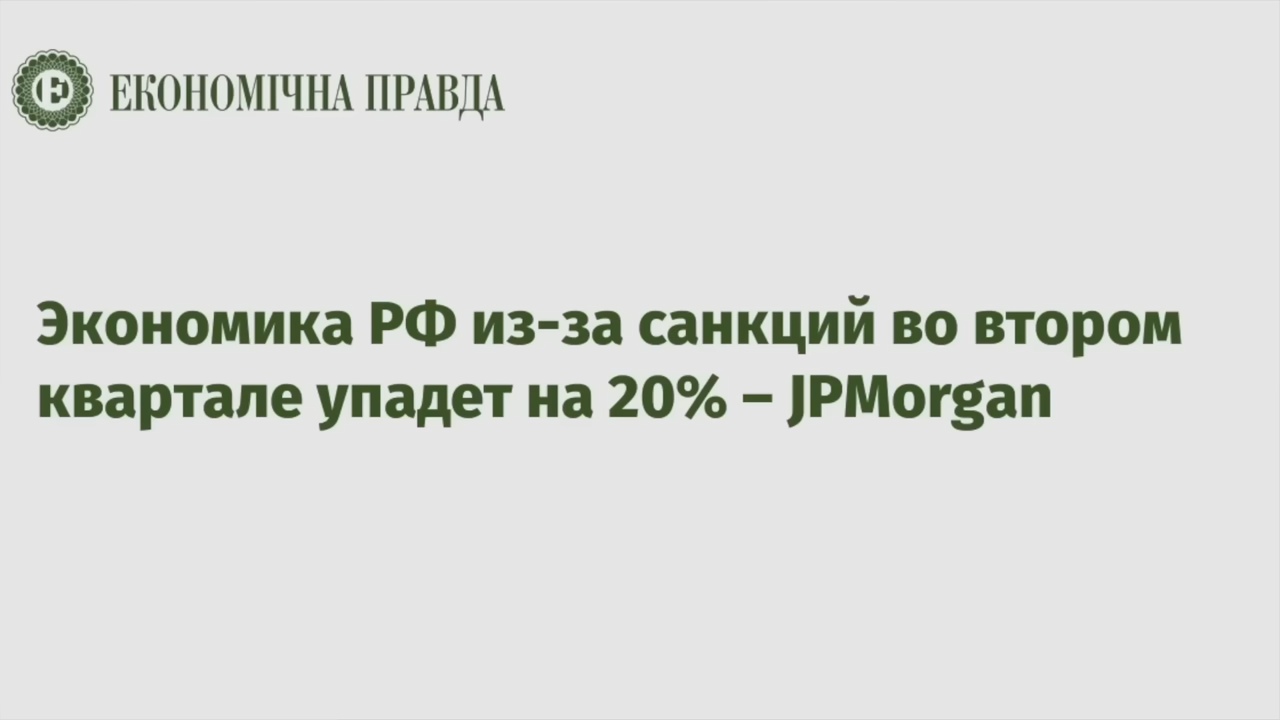 ЕКОНОМІЧНА ПРАВДА
Экономика РФ из-за санкций во втором
квартале упадет на 20% – JPMorgan